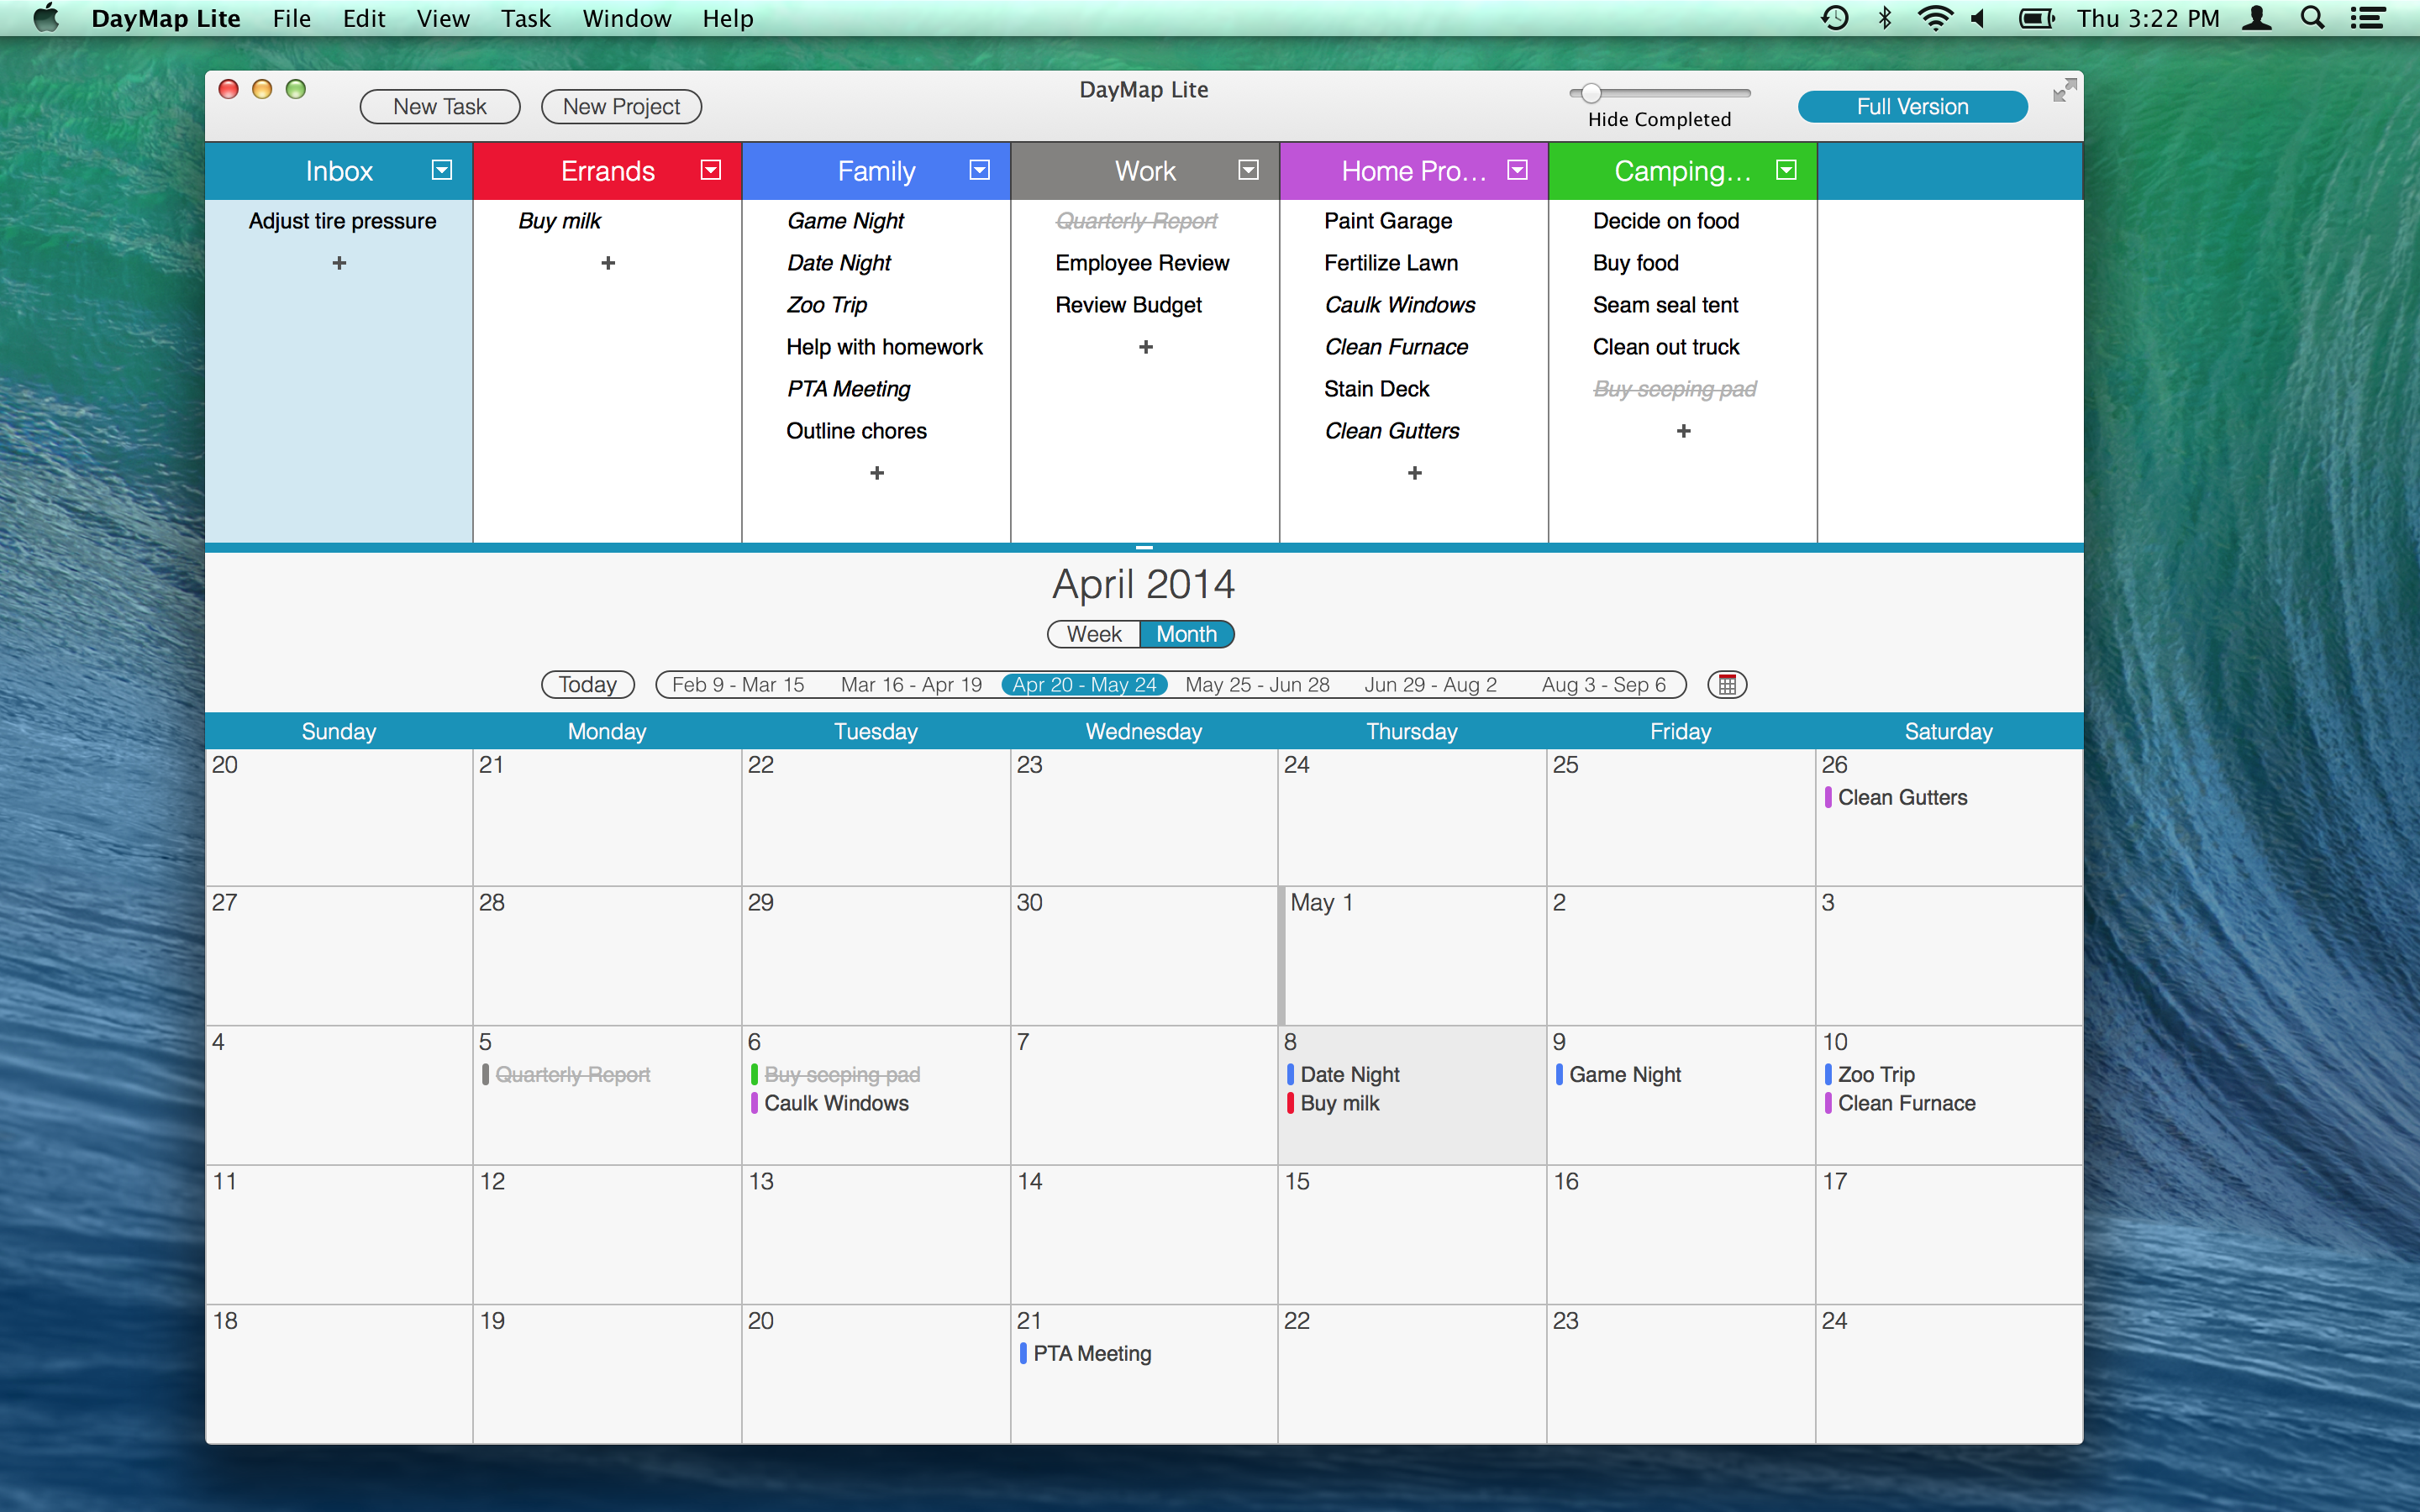 DayMap Lite File Edit View Task Window Help Thu 3:22 PM
DayMap Lite
New Task New Project Full Version
Hide Completed
Inbox Errands Family Work Home Pro... Camping...
Adjust tire pressure Buy milk Game Night Quarterly Report Paint Garage Decide on food
+ + Date Night Employee Review Fertilize Lawn Buy food
Zoo Trip Review Budget Caulk Windows Seam seal tent
Help with homework + Clean Furnace Clean out truck
PTA Meeting Stain Deck Buy seeping pad
Outline chores Clean Gutters +
+ +
April 2014
Week Month
Today Feb 9 - Mar 15 Mar 16 - Apr 19 Apr 20 - May 24 May 25 - Jun 28 Jun 29 - Aug 2 Aug 3 - Sep 6
Sunday Monday Tuesday Wednesday Thursday Friday Saturday
20 21 22 23 24 25 26
Clean Gutters
27 28 29 30 May 1 2 3
4 5 6 7 8 9 10
Quarterly Report Buy seeping pad Date Night Game Night Zoo Trip
Caulk Windows Buy milk Clean Furnace
11 12 13 14 15 16 17
18 19 20 21 22 23 24
PTA Meeting